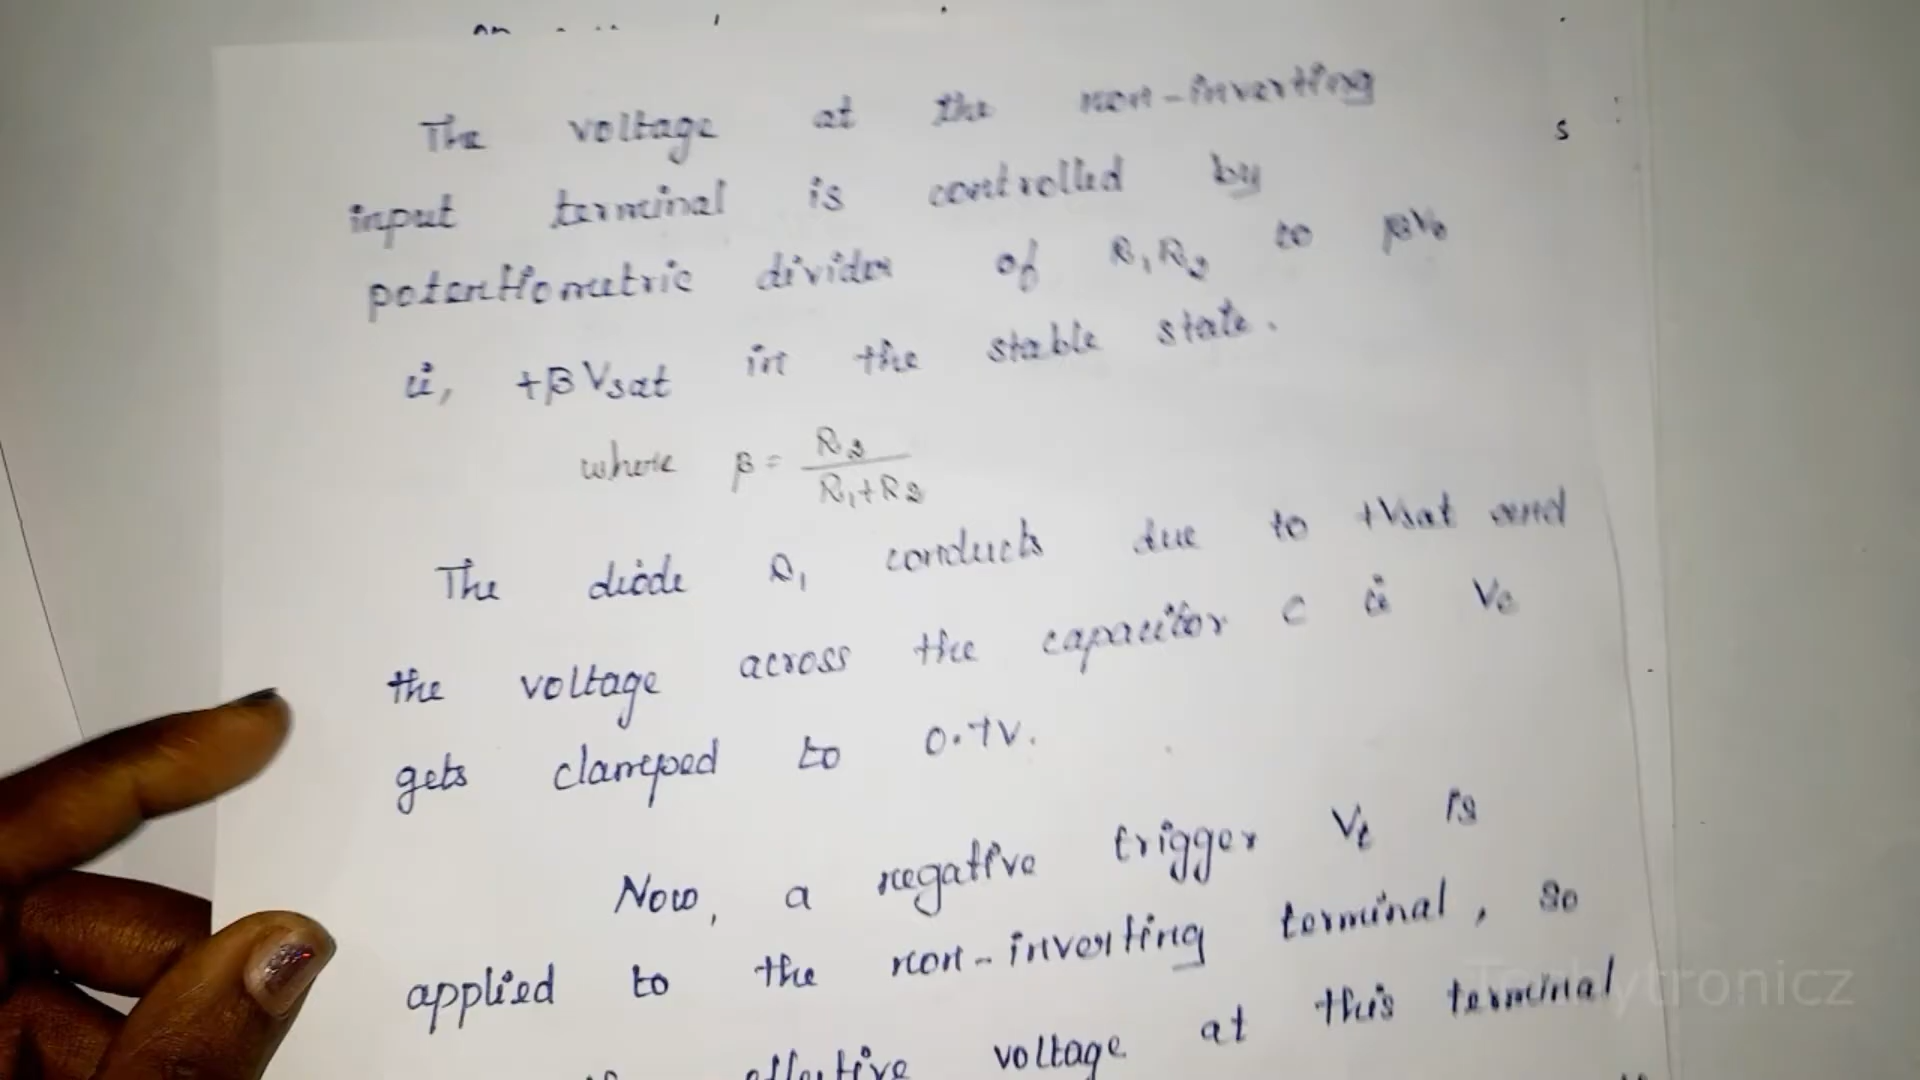 The voltage at the non-inverting
input terminal is controlled by
potentiometric divider of R₁R₂ to βV₀
ie, +βVsat in the stable state.
where β = R₂ / R₁+R₂
The diode D₁ conducts due to +Vsat and
the voltage across the capacitor C ie Vc
gets clamped to 0.7V.
Now, a negative trigger Vt is
applied to the non-inverting terminal, so
effective voltage at this terminal
s